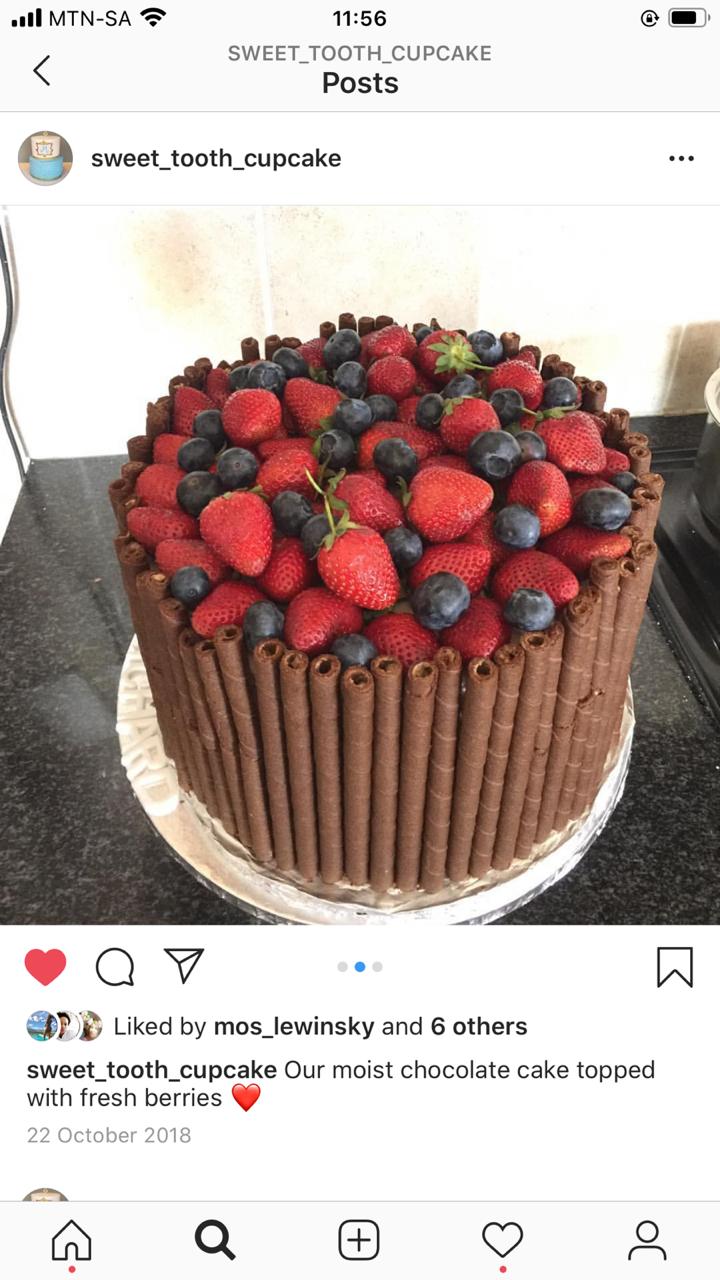 MTN-SA 11:56
SWEET_TOOTH_CUPCAKE
Posts
sweet_tooth_cupcake
Liked by mos_lewinsky and 6 others
sweet_tooth_cupcake Our moist chocolate cake topped
with fresh berries ❤️
22 October 2018